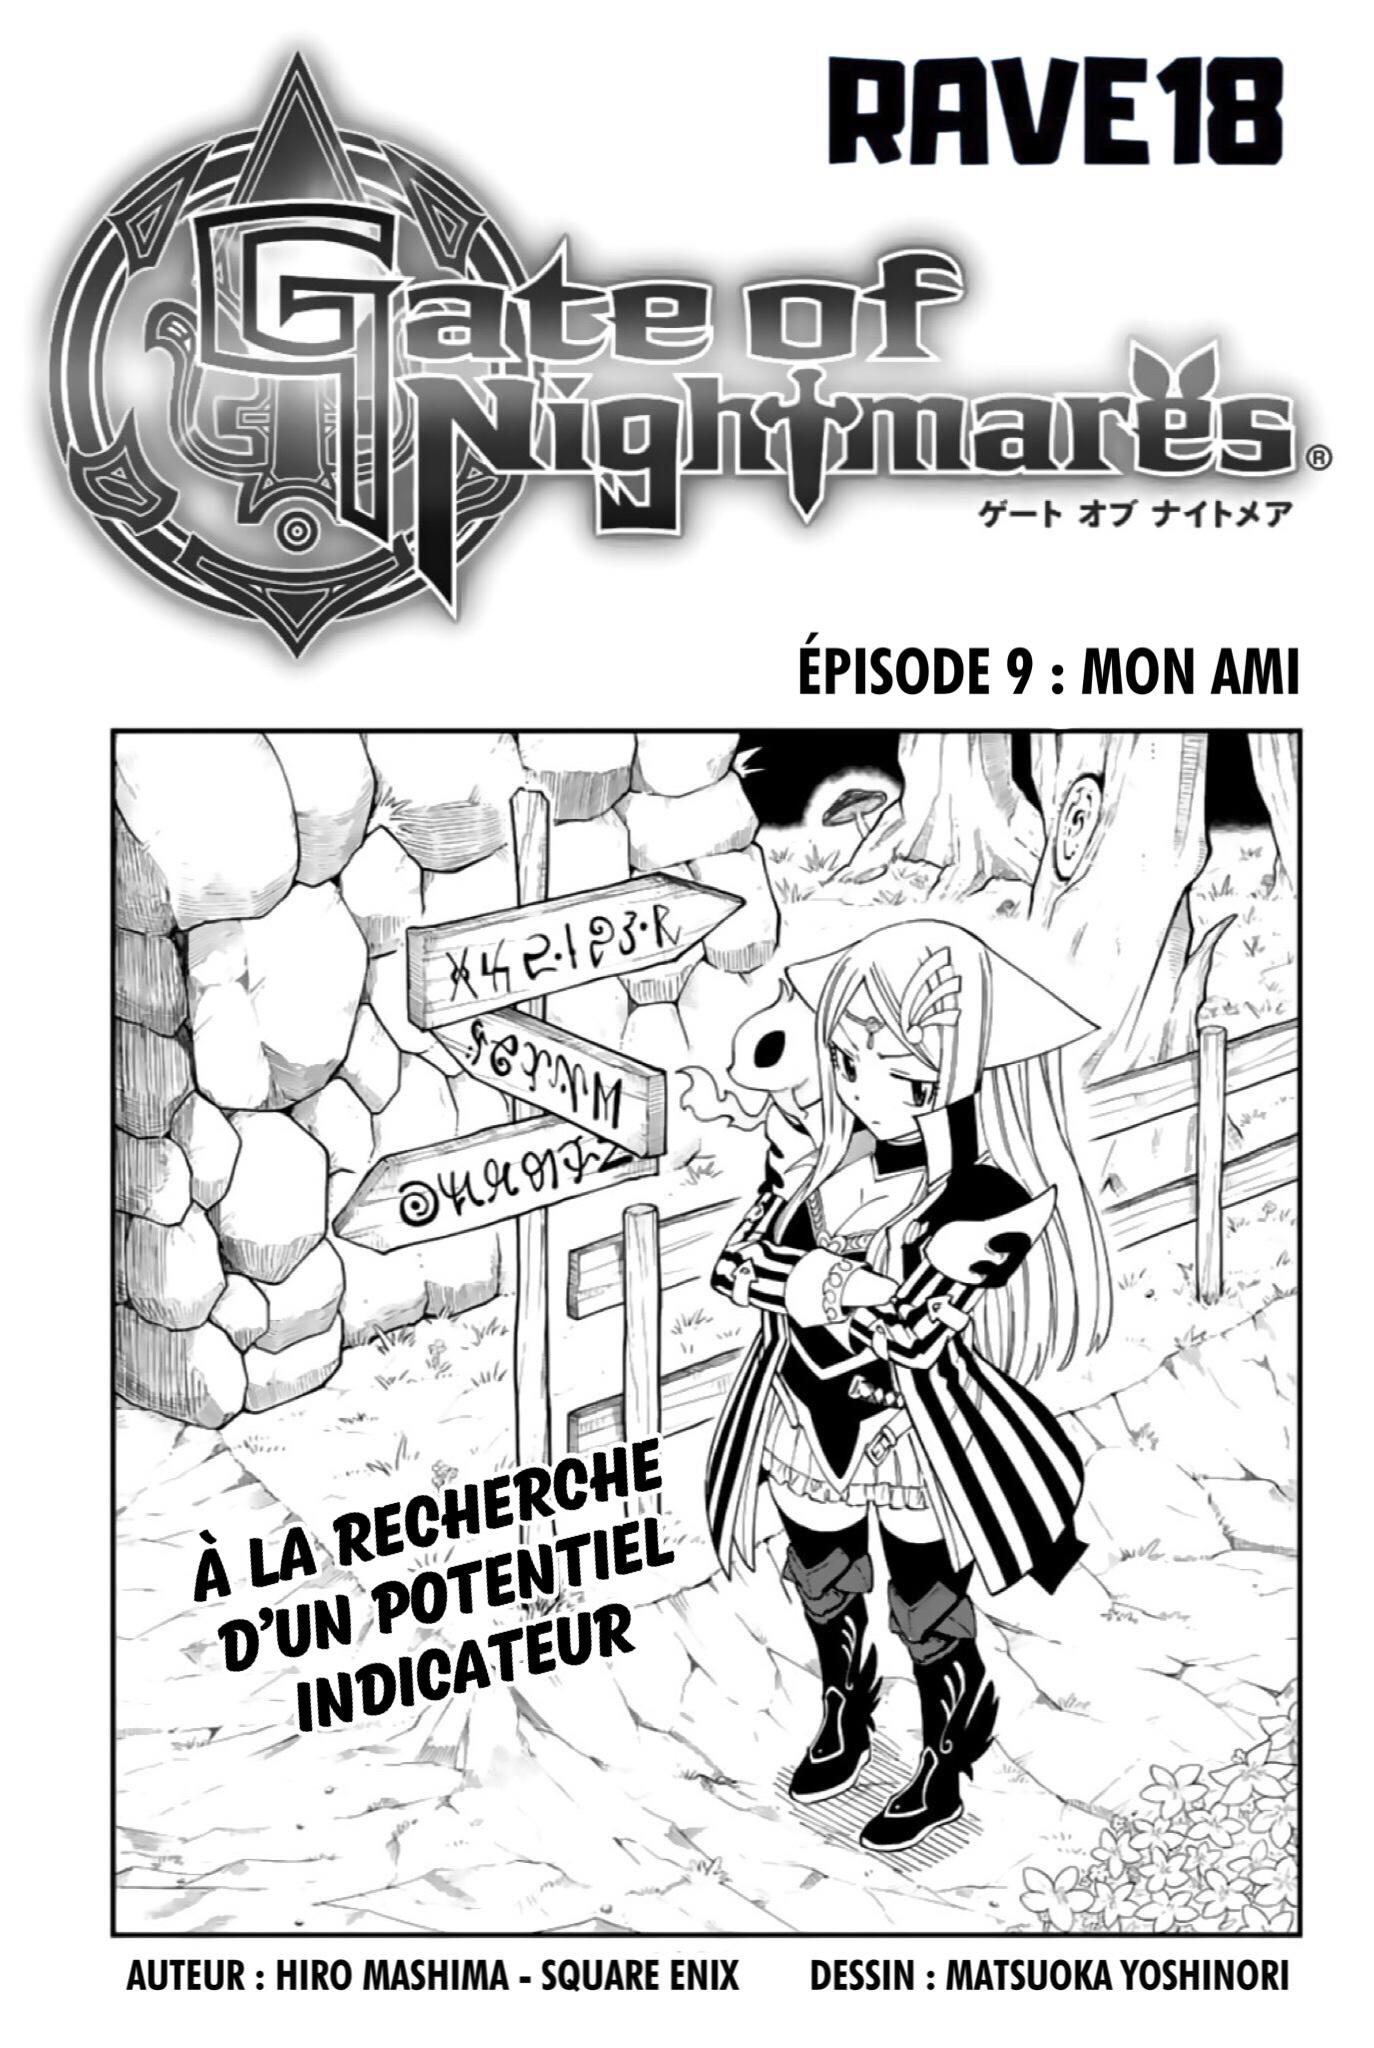 RAVE18
Gate of
Nightmares®
ゲート オブ ナイトメア
ÉPISODE 9 : MON AMI
À LA RECHERCHE
D'UN POTENTIEL
INDICATEUR
AUTEUR : HIRO MASHIMA - SQUARE ENIX DESSIN : MATSUOKA YOSHINORI